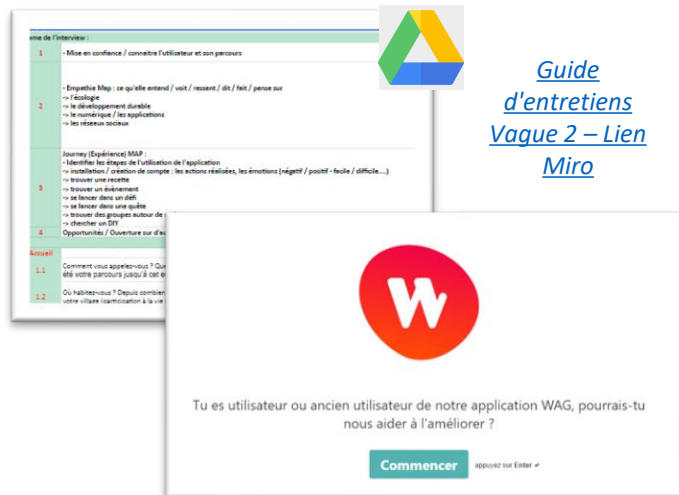 ome de l'interview :
1 - Mise en confiance / connaitre l'utilisateur et son parcours
- Empathie Map : ce qu'elle entend / voit / ressent / dit / fait / pense sur
-> l'écologie
2 -> le développement durable
-> le numérique / les applications
-> les réseaux sociaux
Journey (Expérience) MAP :
- Identifier les étapes de l'utilisation de l'application
-> installation / création de compte : les actions réalisées, les émotions (négatif / positif - facile / difficile....)
-> trouver une recette
3 -> trouver un évènement
-> se lancer dans un défi
-> se lancer dans une quête
-> trouver des groupes autour de
-> chercher un DIY
4 Opportunités / Ouverture sur d'au
Accueil
1.1 Comment vous appelez-vous ? Que
été votre parcours jusqu'à cet e
1.2 Où habitez-vous ? Depuis combien
votre village (participation à la vie
Guide
d'entretiens
Vague 2 – Lien
Miro
W
Tu es utilisateur ou ancien utilisateur de notre application WAG, pourrais-tu
nous aider à l'améliorer ?
Commencer appuyez sur Enter ↵